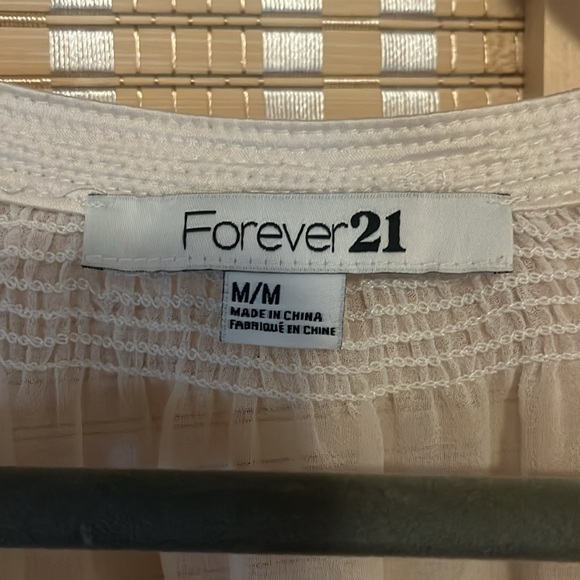 Forever21
M/M
MADE IN CHINA
FABRIQUÉ EN CHINE